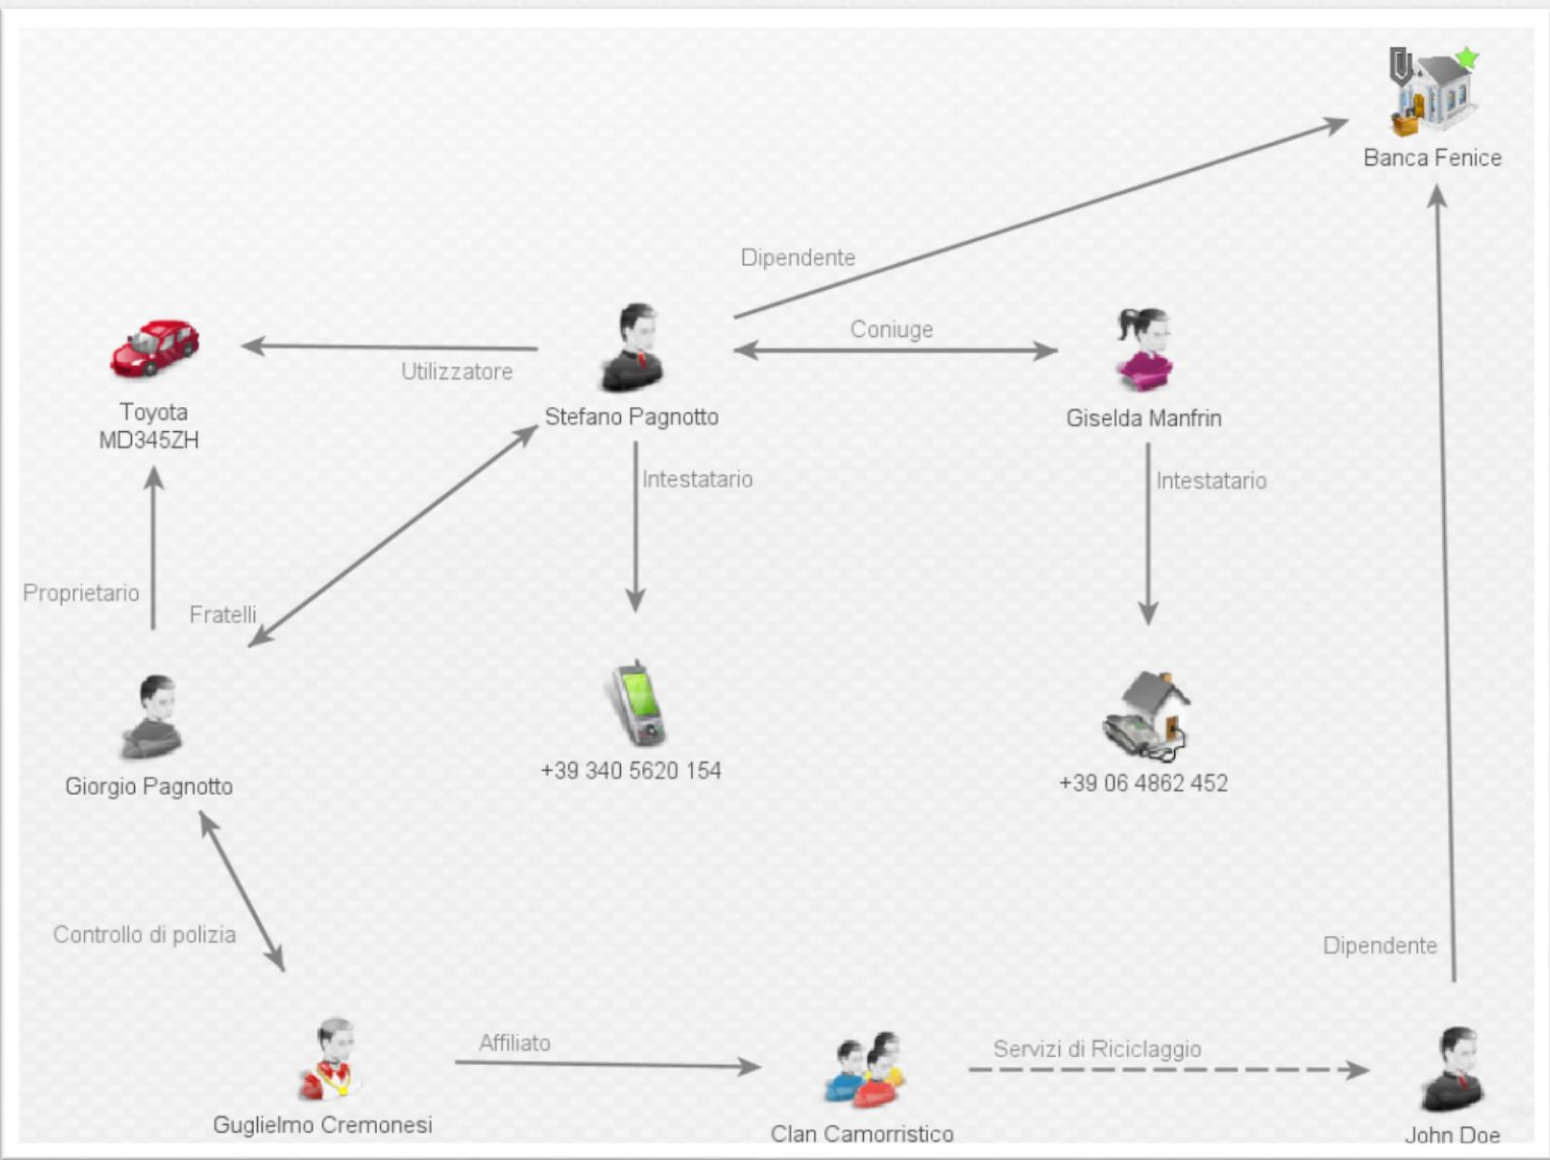 Banca Fenice
Dipendente
Coniuge
Utilizzatore
Toyota
MD345ZH
Stefano Pagnotto
Giselda Manfrin
Intestatario
Intestatario
Proprietario
Fratelli
Giorgio Pagnotto
+39 340 5620 154
+39 06 4862 452
Controllo di polizia
Dipendente
Affiliato
Servizi di Riciclaggio
Guglielmo Cremonesi
Clan Camorristico
John Doe